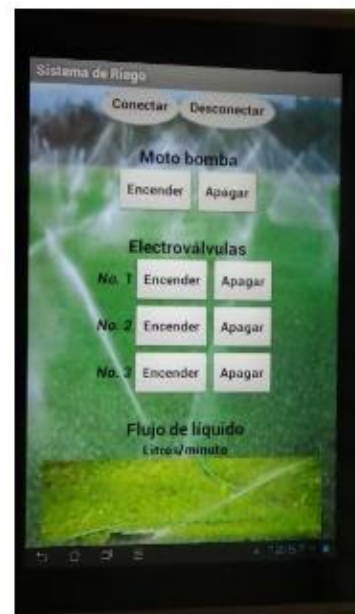 Sistema de Riego
Conectar Desconectar
Moto bomba
Encender Apagar
Electroválvulas
No. 1 Encender Apagar
No. 2 Encender Apagar
No. 3 Encender Apagar
Flujo de líquido
Litros/minuto